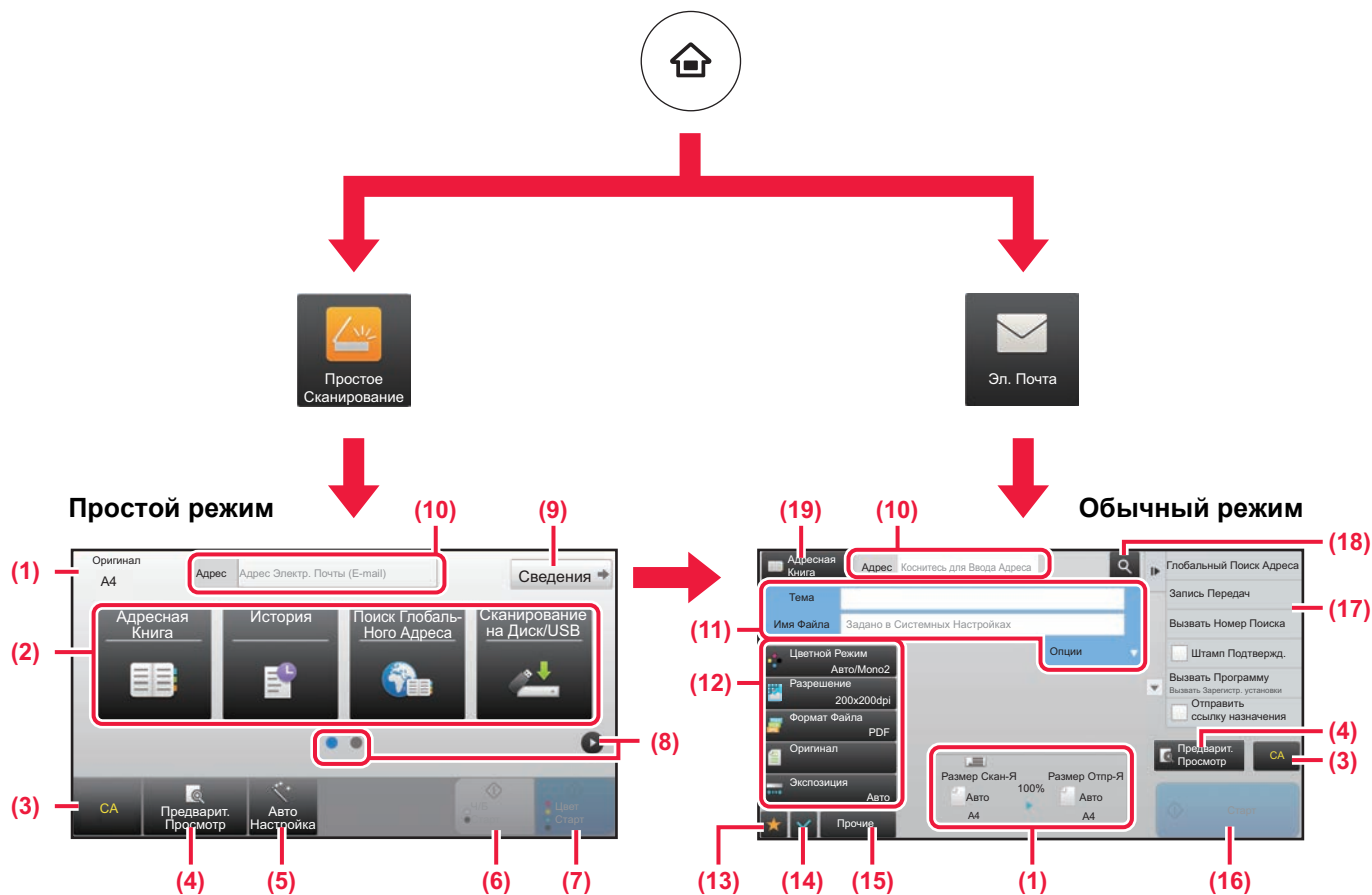 Простое
Сканирование
Эл. Почта
Простой режим
(10)
(9)
(1)
Оригинал
A4
Адрес
Адрес Электр. Почты (E-mail)
Сведения
(2)
Адресная
Книга
История
Поиск Глобаль-
Ного Адреса
Сканирование
на Диск/USB
(8)
(3)
CA
Предварит.
Просмотр
Авто
Настройка
Ч/Б
Старт
Цвет
Старт
(4)
(5)
(6)
(7)
Обычный режим
(19)
(10)
(18)
Адресная
Книга
Адрес
Коснитесь для Ввода Адреса
(11)
Тема
Имя Файла
Задано в Системных Настройках
Опции
(12)
Цветной Режим
Авто/Mono2
Разрешение
200x200dpi
Формат Файла
PDF
Оригинал
Экспозиция
Авто
Прочие
Размер Скан-Я
Авто
A4
100%
Размер Отпр-Я
Авто
A4
Глобальный Поиск Адреса
Запись Передач
(17)
Вызвать Номер Поиска
Штамп Подтвержд.
Вызвать Программу
Вызвать Зарегистр. установки
Отправить
ссылку назначения
(4)
Предварит.
Просмотр
CA
(3)
Старт
(13)
(14)
(15)
(1)
(16)